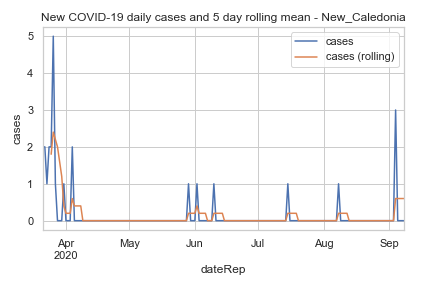 New COVID-19 daily cases and 5 day rolling mean - New_Caledonia
cases
cases (rolling)
5
4
3
2
1
0
cases
Apr May Jun Jul Aug Sep
2020
dateRep